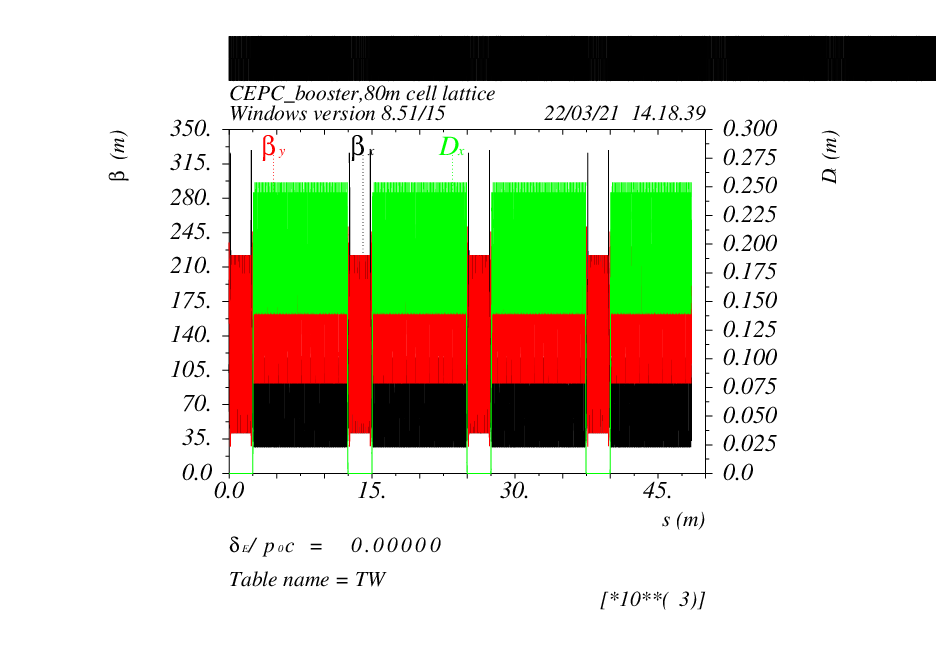 CEPC_booster,80m cell lattice
Windows version 8.51/15 22/03/21 14.18.39
β (m)
D (m)
β y β x D x
350. 0.300
315. 0.275
280. 0.250
245. 0.225
210. 0.200
175. 0.175
140. 0.150
105. 0.125
70. 0.100
35. 0.075
0.0 0.050
0.025
0.0
0.0 15. 30. 45.
s (m)
δE/ p0c = 0.00000
Table name = TW
[*10**( 3)]